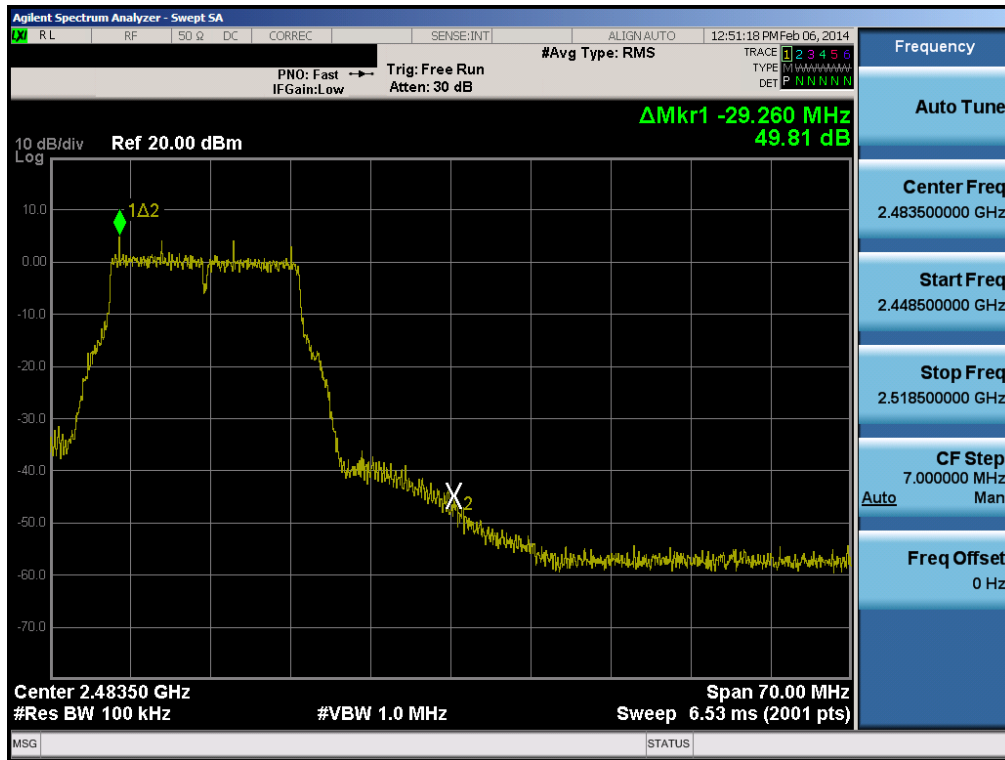 Agilent Spectrum Analyzer - Swept SA
LXI RL RF 50 Ω DC CORREC SENSE:INT ALIGN AUTO 12:51:18 PM Feb 06, 2014
#Avg Type: RMS
TRACE 1 2 3 4 5 6
PNO: Fast Trig: Free Run
TYPE M WWWWW
IFGain:Low Atten: 30 dB
DET P N N N N N
ΔMkr1 -29.260 MHz
49.81 dB
10 dB/div Ref 20.00 dBm
Log
10.0
1Δ2
0.00
-10.0
-20.0
-30.0
-40.0
X2
-50.0
-60.0
-70.0
Center 2.48350 GHz Span 70.00 MHz
#Res BW 100 kHz #VBW 1.0 MHz Sweep 6.53 ms (2001 pts)
MSG STATUS
Frequency
Auto Tune
Center Freq
2.483500000 GHz
Start Freq
2.448500000 GHz
Stop Freq
2.518500000 GHz
CF Step
7.000000 MHz
Auto Man
Freq Offset
0 Hz